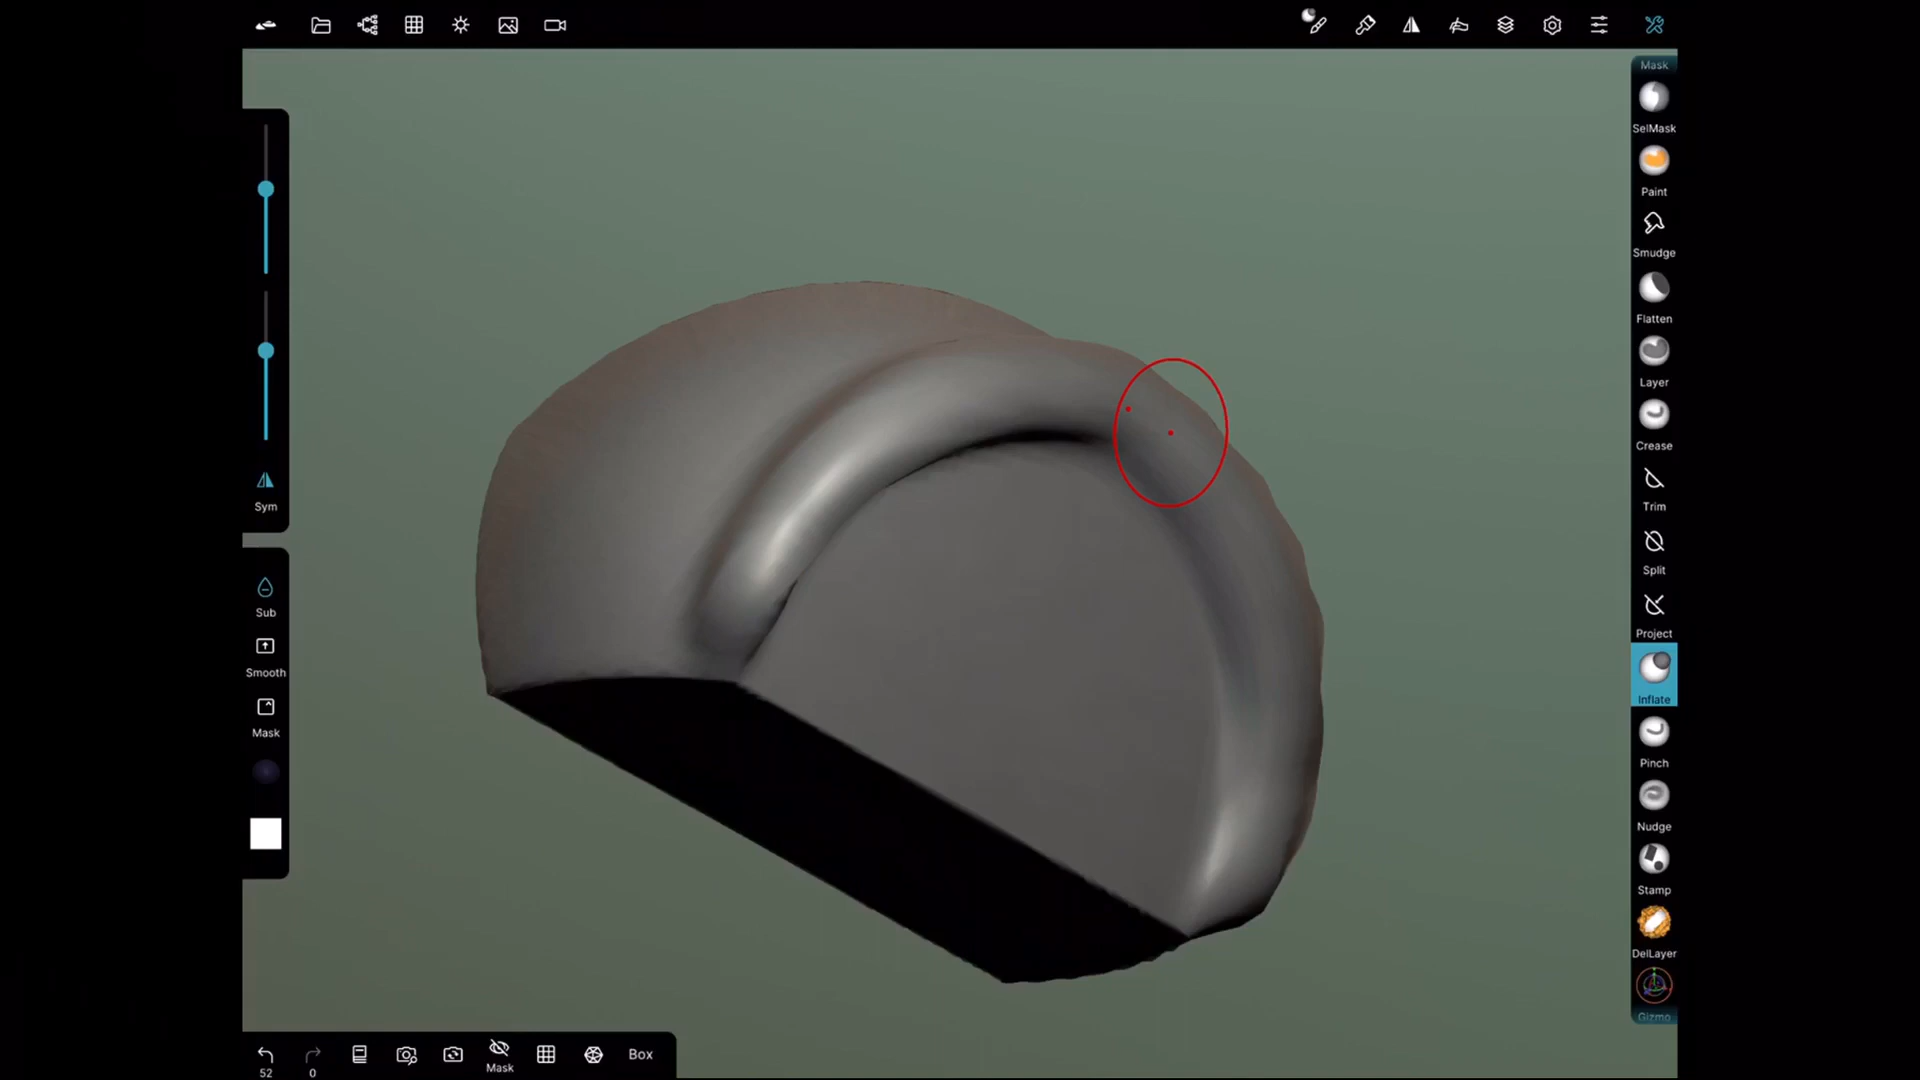 Mask
SelMask
Paint
Smudge
Flatten
Layer
Crease
Trim
Split
Project
Inflate
Pinch
Nudge
Stamp
DelLayer
Gizmo
Sym
Sub
Smooth
Mask
52
0
Mask
Box